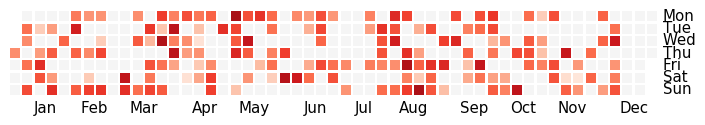 Mon
Tue
Wed
Thu
Fri
Sat
Sun
Jan Feb Mar Apr May Jun Jul Aug Sep Oct Nov Dec